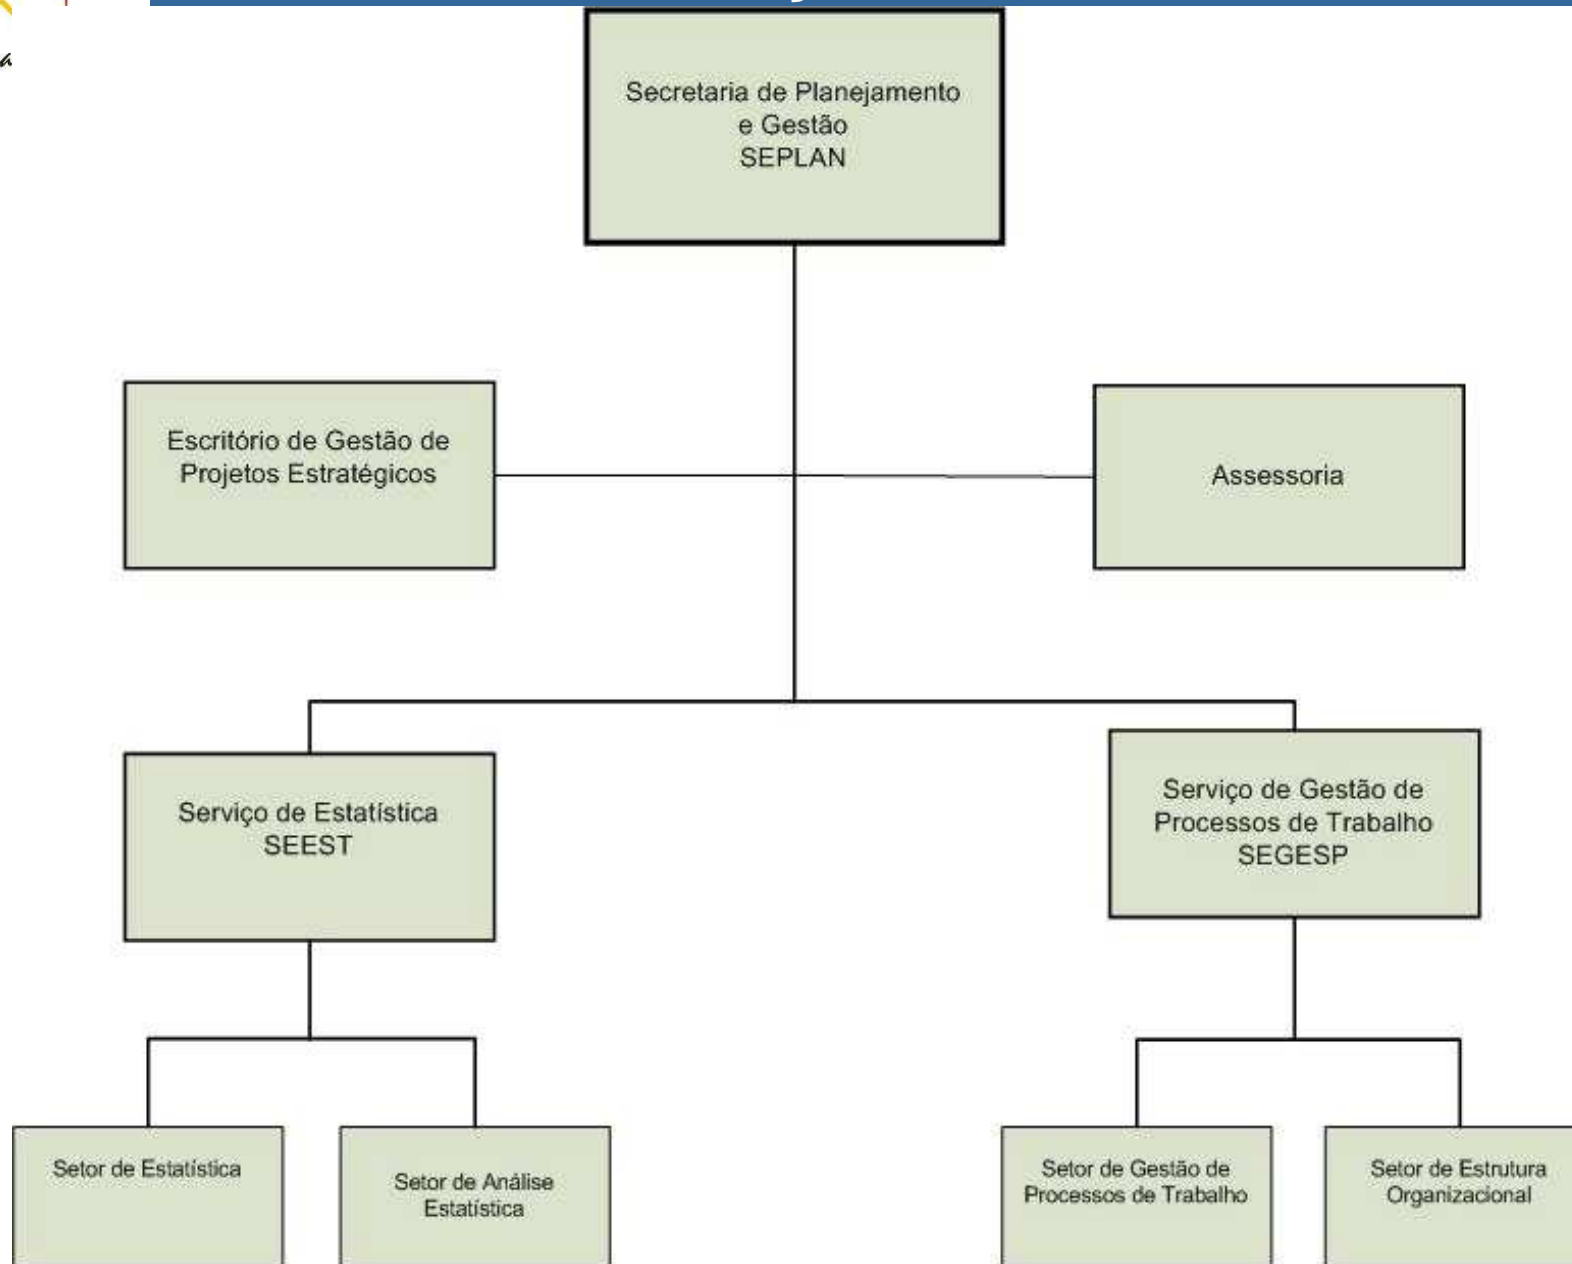 a
Secretaria de Planejamento
e Gestão
SEPLAN
Escritório de Gestão de
Projetos Estratégicos
Assessoria
Serviço de Estatística
SEEST
Serviço de Gestão de
Processos de Trabalho
SEGESP
Setor de Estatística
Setor de Análise
Estatística
Setor de Gestão de
Processos de Trabalho
Setor de Estrutura
Organizacional